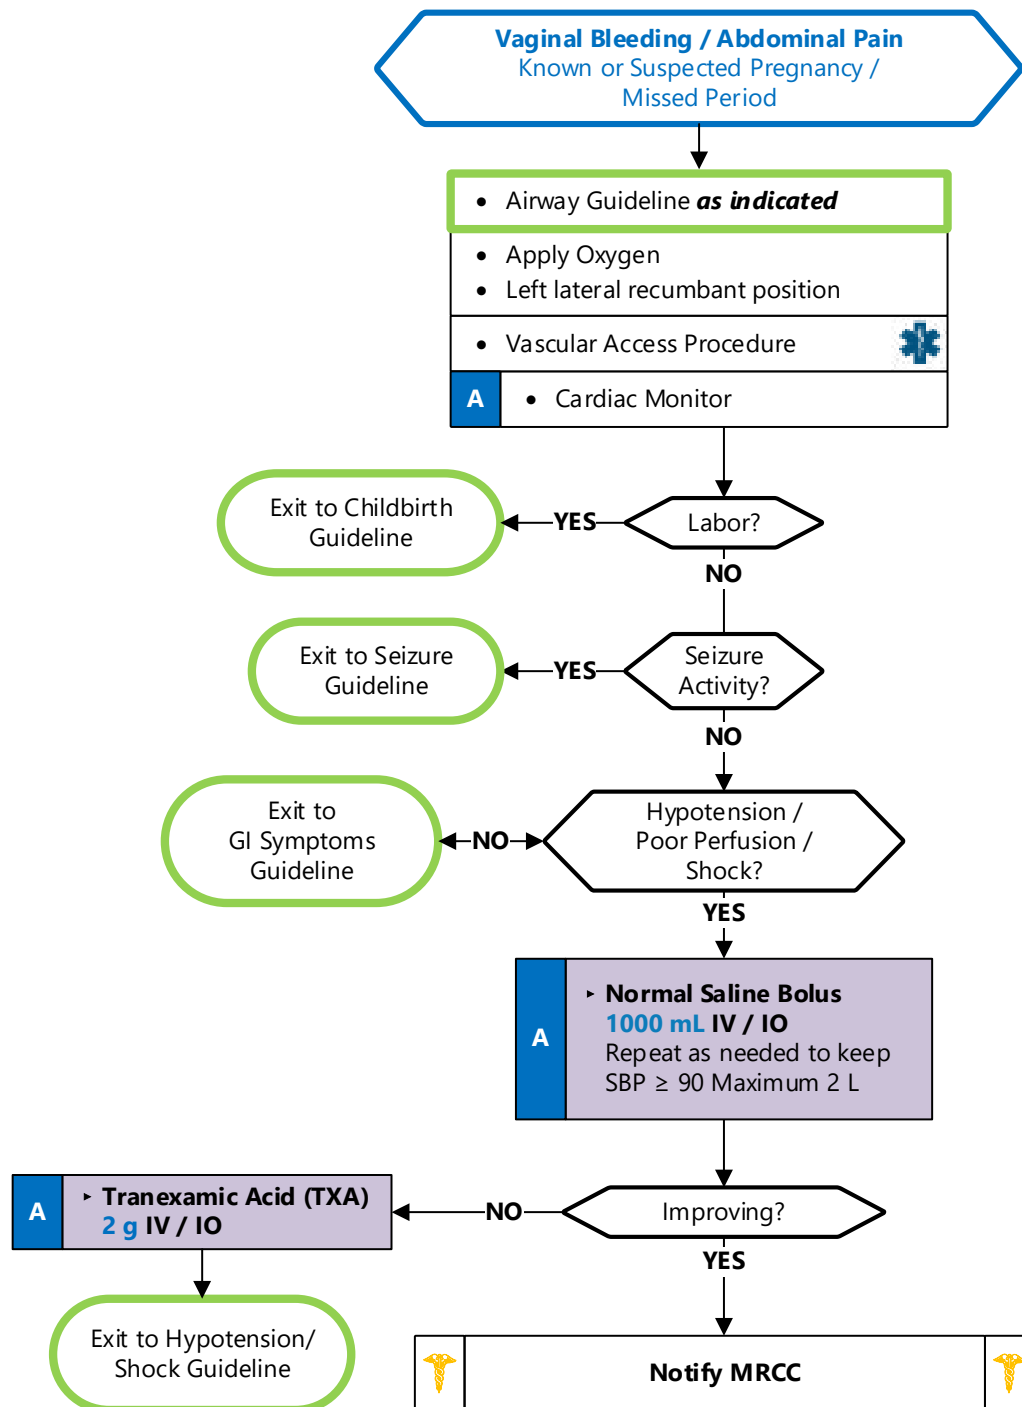 Vaginal Bleeding / Abdominal Pain
Known or Suspected Pregnancy /
Missed Period
• Airway Guideline as indicated
• Apply Oxygen
• Left lateral recumbant position
• Vascular Access Procedure
A
• Cardiac Monitor
Labor?
YES
Exit to Childbirth
Guideline
NO
Seizure
Activity?
YES
Exit to Seizure
Guideline
NO
Hypotension /
Poor Perfusion /
Shock?
NO
Exit to
GI Symptoms
Guideline
YES
A
‣ Normal Saline Bolus
1000 mL IV / IO
Repeat as needed to keep
SBP ≥ 90 Maximum 2 L
Improving?
NO
A
‣ Tranexamic Acid (TXA)
2 g IV / IO
YES
Exit to Hypotension/
Shock Guideline
Notify MRCC